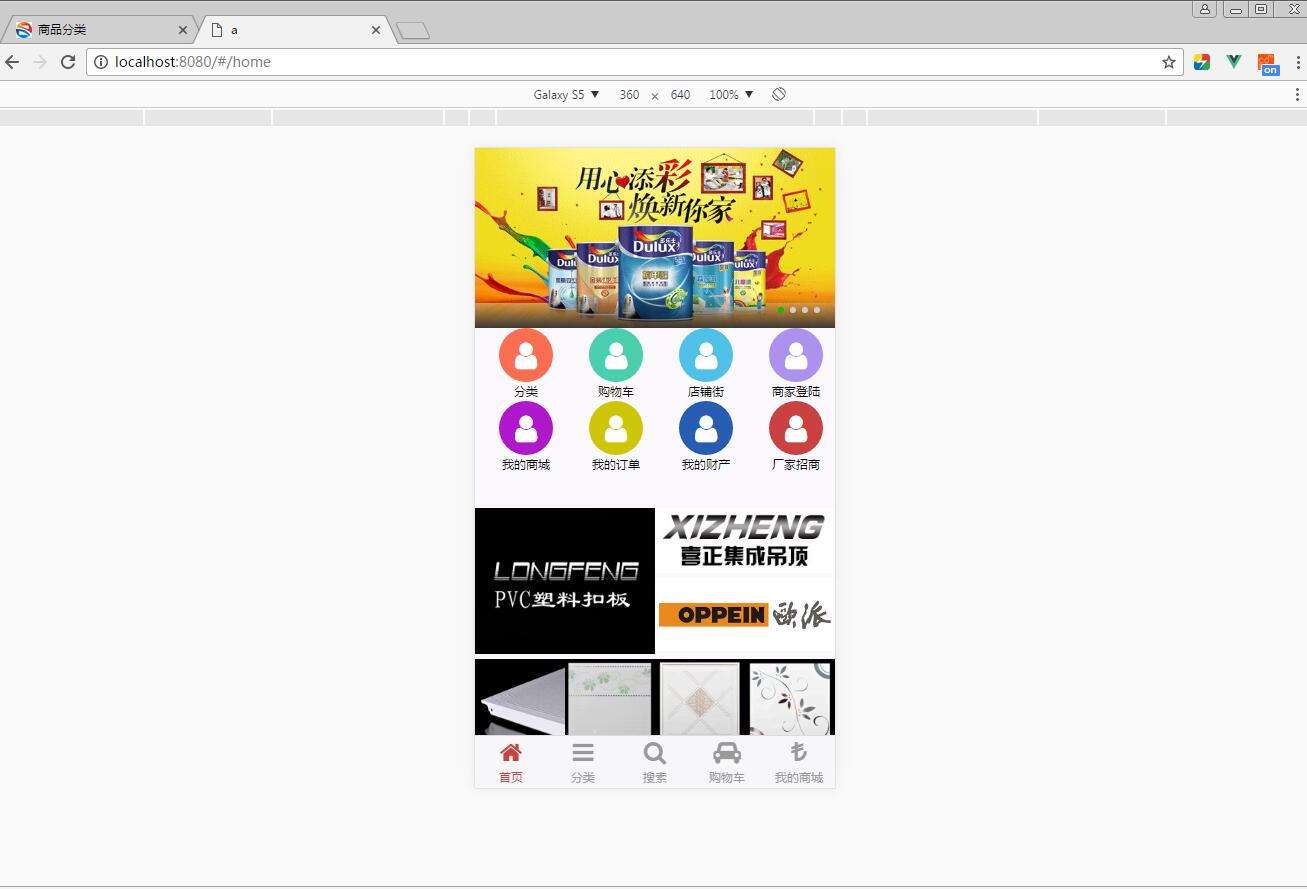 商品分类
a
localhost:8080/#/home
on
Galaxy S5 ▼ 360 × 640 100% ▼
用心添彩
焕新你家
Dulux
分类 购物车 店铺街 商家登陆
我的商城 我的订单 我的财产 厂家招商
XIZHENG
喜正集成吊顶
LONGFENG
PVC塑料扣板
OPPEIN 欧派
首页 分类 搜索 购物车 我的商城